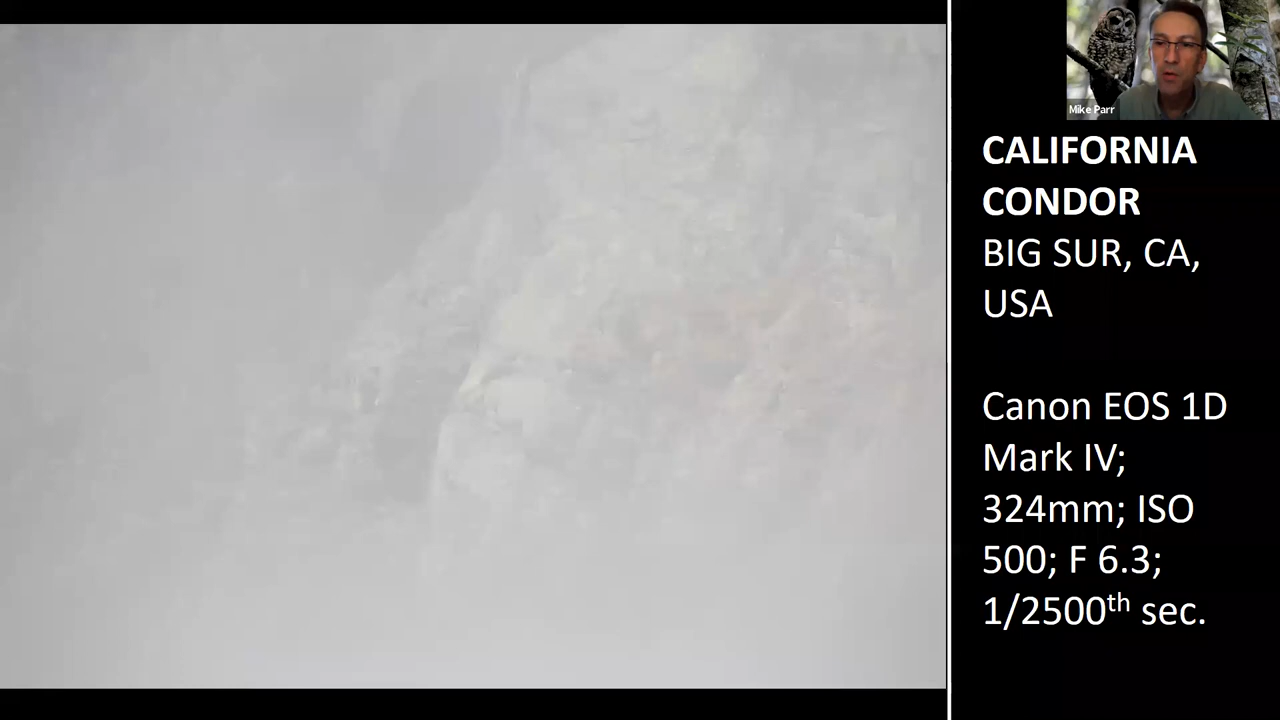 Mike Parr
CALIFORNIA
CONDOR
BIG SUR, CA,
USA
Canon EOS 1D
Mark IV;
324mm; ISO
500; F 6.3;
1/2500th sec.